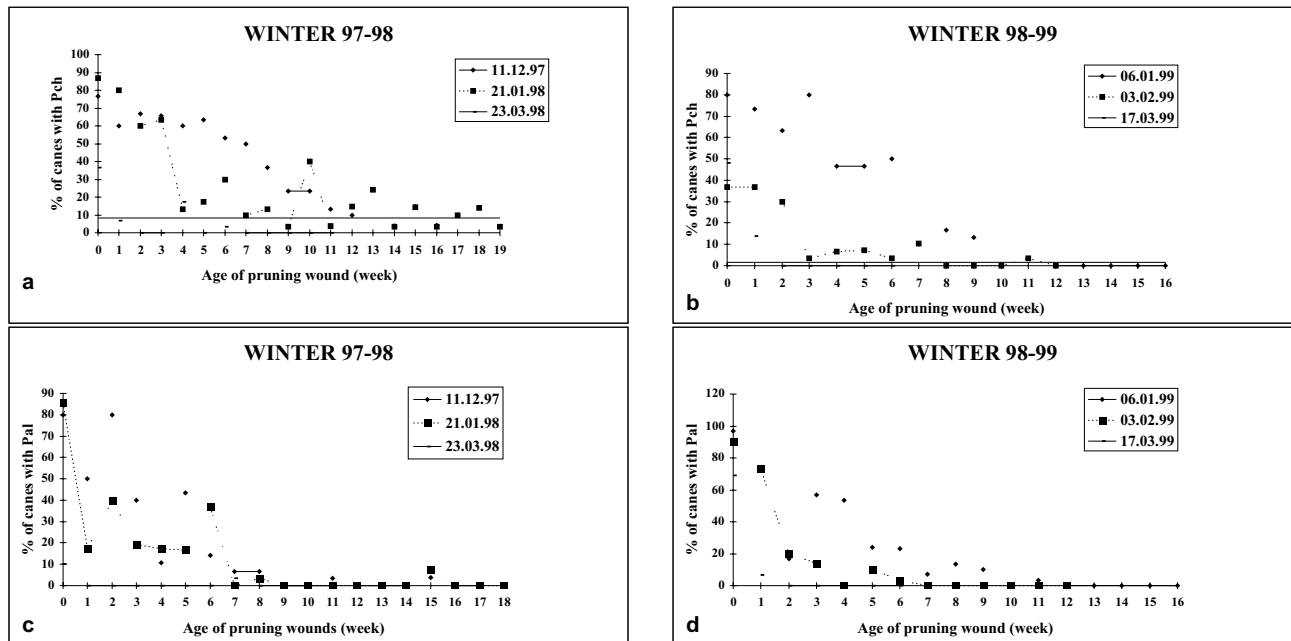 WINTER 97-98
100
90
80
70
60
50
40
30
20
10
0
% of canes with Pch
11.12.97
21.01.98
23.03.98
0 1 2 3 4 5 6 7 8 9 10 11 12 13 14 15 16 17 18 19
Age of pruning wound (week)
a
WINTER 98-99
90
80
70
60
50
40
30
20
10
0
% of canes with Pch
06.01.99
03.02.99
17.03.99
0 1 2 3 4 5 6 7 8 9 10 11 12 13 14 15 16
Age of pruning wound (week)
b
WINTER 97-98
90
80
70
60
50
40
30
20
10
0
% of canes with Pal
11.12.97
21.01.98
23.03.98
0 1 2 3 4 5 6 7 8 9 10 11 12 13 14 15 16 17 18
Age of pruning wounds (week)
c
WINTER 98-99
120
100
80
60
40
20
0
% of canes with Pal
06.01.99
03.02.99
17.03.99
0 1 2 3 4 5 6 7 8 9 10 11 12 13 14 15 16
Age of pruning wound (week)
d